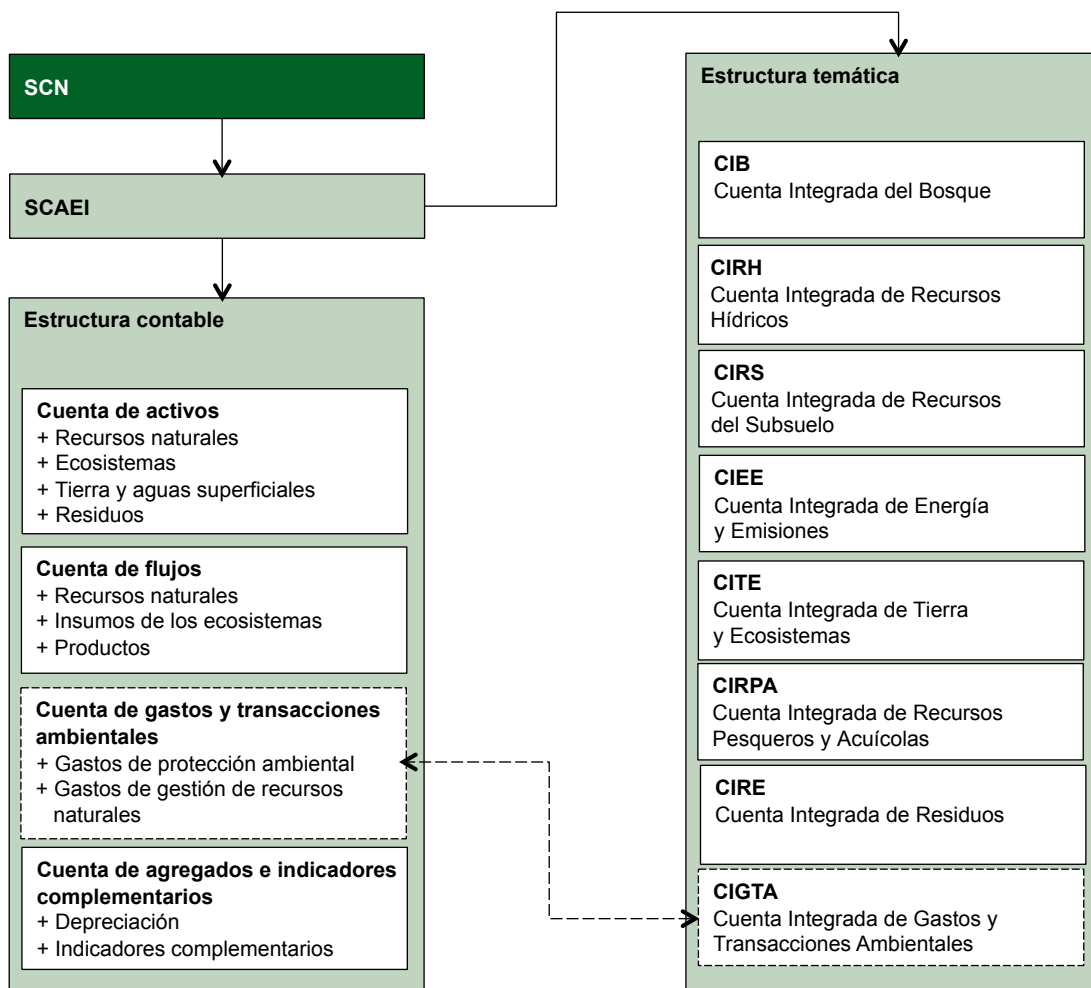 SCN
SCAEI
Estructura contable
Cuenta de activos
+ Recursos naturales
+ Ecosistemas
+ Tierra y aguas superficiales
+ Residuos
Cuenta de flujos
+ Recursos naturales
+ Insumos de los ecosistemas
+ Productos
Cuenta de gastos y transacciones
ambientales
+ Gastos de protección ambiental
+ Gastos de gestión de recursos
naturales
Cuenta de agregados e indicadores
complementarios
+ Depreciación
+ Indicadores complementarios
Estructura temática
CIB
Cuenta Integrada del Bosque
CIRH
Cuenta Integrada de Recursos
Hídricos
CIRS
Cuenta Integrada de Recursos
del Subsuelo
CIEE
Cuenta Integrada de Energía
y Emisiones
CITE
Cuenta Integrada de Tierra
y Ecosistemas
CIRPA
Cuenta Integrada de Recursos
Pesqueros y Acuícolas
CIRE
Cuenta Integrada de Residuos
CIGTA
Cuenta Integrada de Gastos y
Transacciones Ambientales